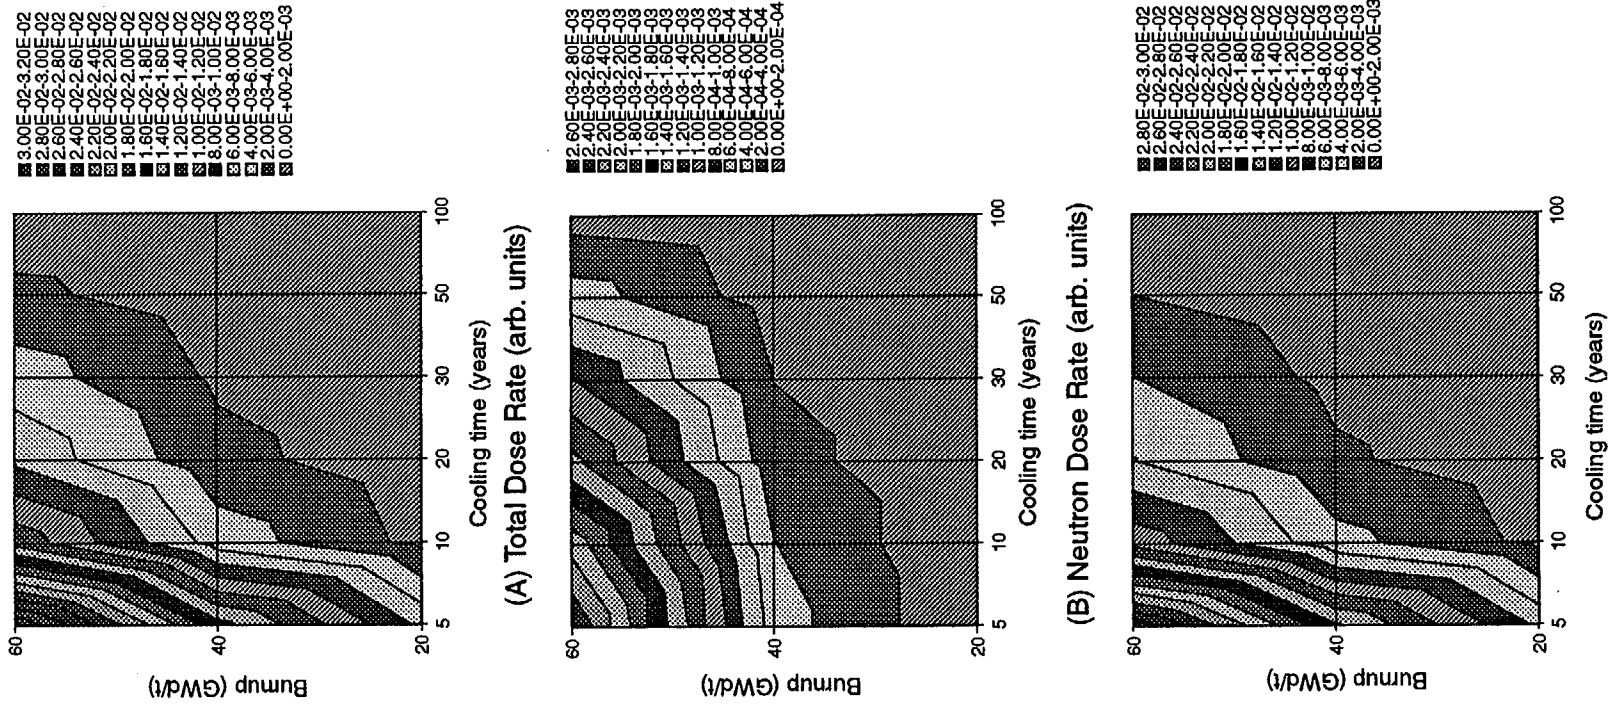 60
40
20
Burnup (GWd/t)
5
10
20
30
50
100
Cooling time (years)
3.00E-02-3.20E-02
2.80E-02-3.00E-02
2.60E-02-2.80E-02
2.40E-02-2.60E-02
2.20E-02-2.40E-02
2.00E-02-2.20E-02
1.80E-02-2.00E-02
1.60E-02-1.80E-02
1.40E-02-1.60E-02
1.20E-02-1.40E-02
1.00E-02-1.20E-02
8.00E-03-1.00E-02
6.00E-03-8.00E-03
4.00E-03-6.00E-03
2.00E-03-4.00E-03
0.00E+00-2.00E-03
(A) Total Dose Rate (arb. units)
60
40
20
Burnup (GWd/t)
5
10
20
30
50
100
Cooling time (years)
2.60E-03-2.80E-03
2.40E-03-2.60E-03
2.20E-03-2.40E-03
2.00E-03-2.20E-03
1.80E-03-2.00E-03
1.60E-03-1.80E-03
1.40E-03-1.60E-03
1.20E-03-1.40E-03
1.00E-03-1.20E-03
8.00E-04-1.00E-03
6.00E-04-8.00E-04
4.00E-04-6.00E-04
2.00E-04-4.00E-04
0.00E+00-2.00E-04
(B) Neutron Dose Rate (arb. units)
60
40
20
Burnup (GWd/t)
5
10
20
30
50
100
Cooling time (years)
2.80E-02-3.00E-02
2.60E-02-2.80E-02
2.40E-02-2.60E-02
2.20E-02-2.40E-02
2.00E-02-2.20E-02
1.80E-02-2.00E-02
1.60E-02-1.80E-02
1.40E-02-1.60E-02
1.20E-02-1.40E-02
1.00E-02-1.20E-02
8.00E-03-1.00E-02
6.00E-03-8.00E-03
4.00E-03-6.00E-03
2.00E-03-4.00E-03
0.00E+00-2.00E-03